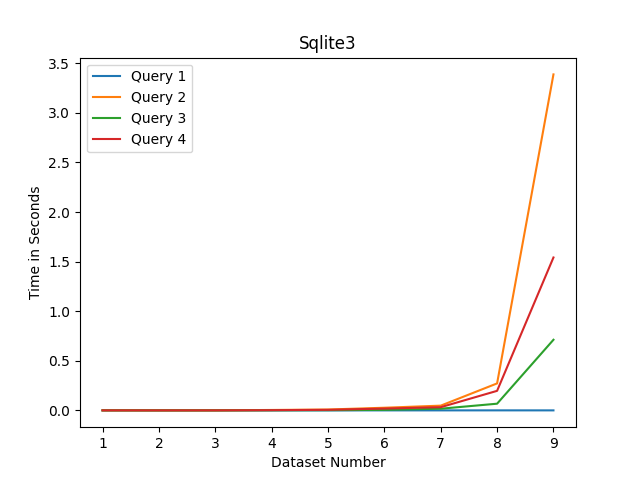 Sqlite3
Query 1
Query 2
Query 3
Query 4
Time in Seconds
3.5
3.0
2.5
2.0
1.5
1.0
0.5
0.0
1 2 3 4 5 6 7 8 9
Dataset Number